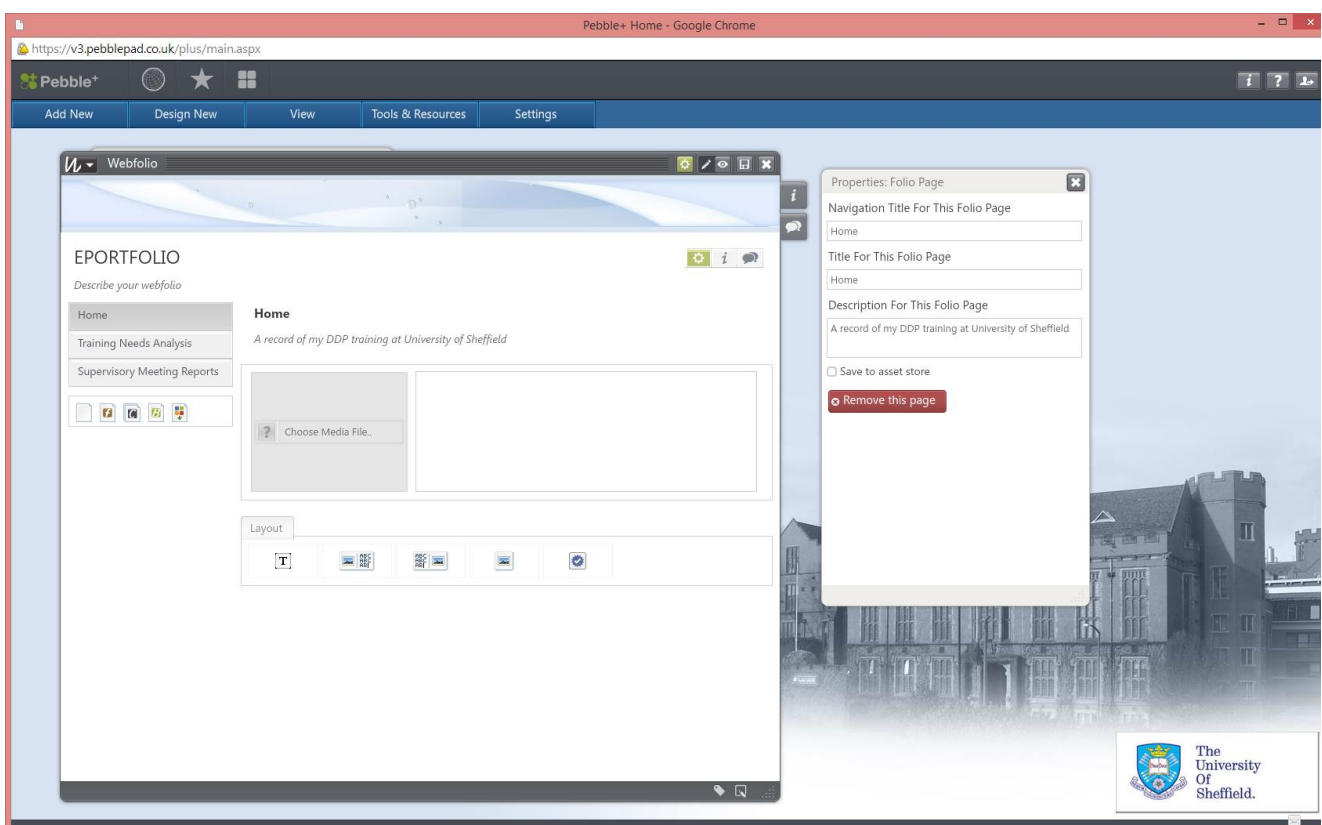 Pebble+ Home - Google Chrome
https://v3.pebblepad.co.uk/plus/main.aspx
Pebble+
Add New
Design New
View
Tools & Resources
Settings
Webfolio
EPORTFOLIO
Describe your webfolio
Home
Training Needs Analysis
Supervisory Meeting Reports
Home
A record of my DDP training at University of Sheffield
? Choose Media File..
Layout
T
ABC
ABC
Properties: Folio Page
Navigation Title For This Folio Page
Home
Title For This Folio Page
Home
Description For This Folio Page
A record of my DDP training at University of Sheffield
Save to asset store
Remove this page
The
University
Of
Sheffield.